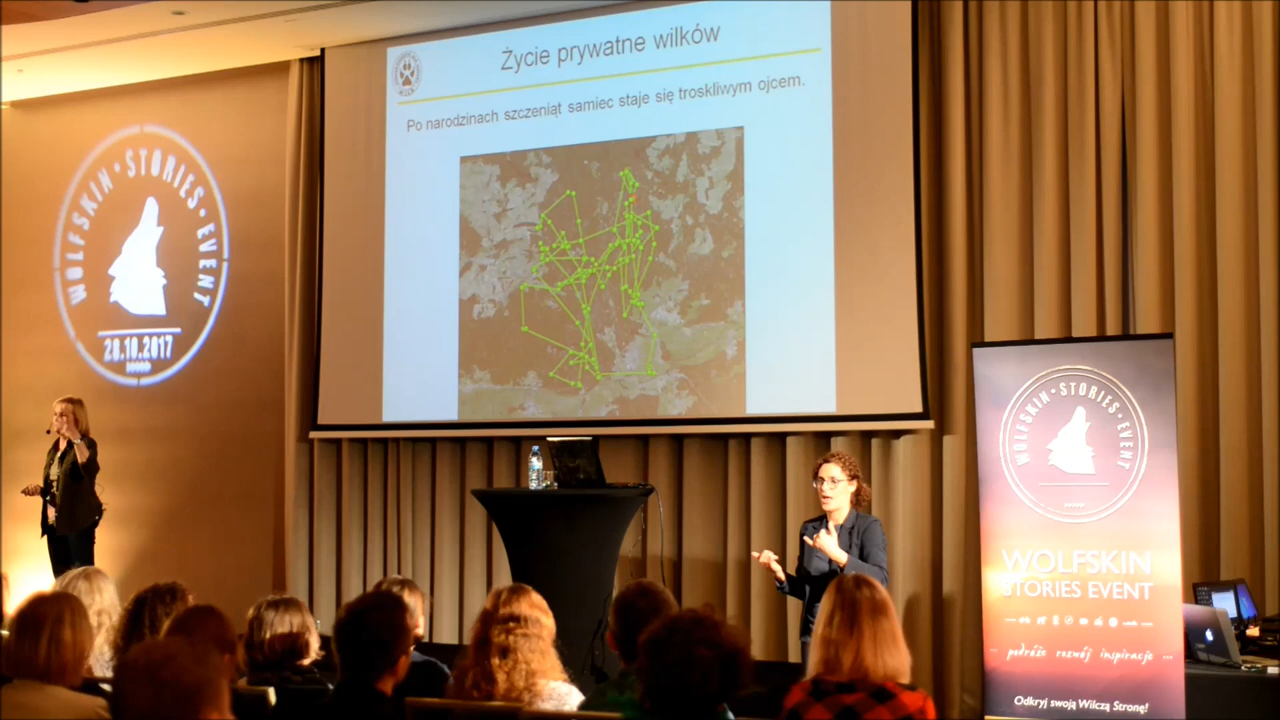 Życie prywatne wilków
Po narodzinach szczeniąt samiec staje się troskliwym ojcem.
WOLFSKIN • STORIES • EVENT
28.10.2017
WOLFSKIN • STORIES • EVENT
WOLFSKIN
STORIES EVENT
podróże rozwój inspiracje ...
Odkryj swoją Wilczą Stronę!